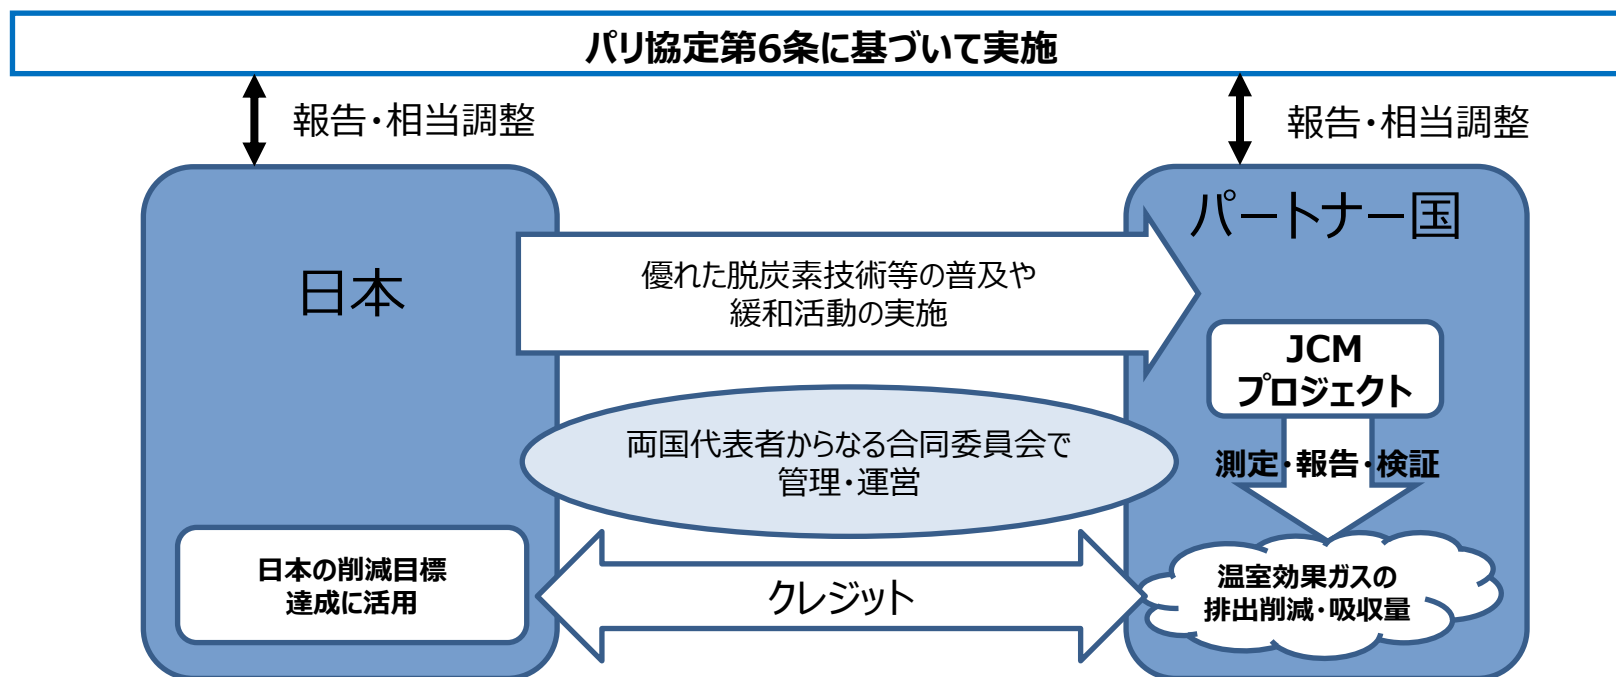 パリ協定第6条に基づいて実施
報告・相当調整
報告・相当調整
日本
パートナー国
優れた脱炭素技術等の普及や
緩和活動の実施
JCM
プロジェクト
両国代表者からなる合同委員会で
管理・運営
測定・報告・検証
日本の削減目標
達成に活用
クレジット
温室効果ガスの
排出削減・吸収量